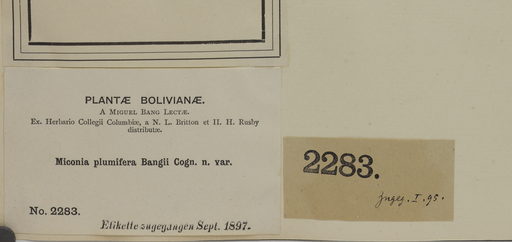 PLANTÆ BOLIVIANÆ.
A MIGUEL BANG LECTÆ.
Ex. Herbario Collegii Columbiæ, a N. L. Britton et H. H. Rusby
distributæ.
Miconia plumifera Bangii Cogn. n. var.
No. 2283.
Etikette zugegangen Sept. 1897.
2283.
Zugeg. I. 95.